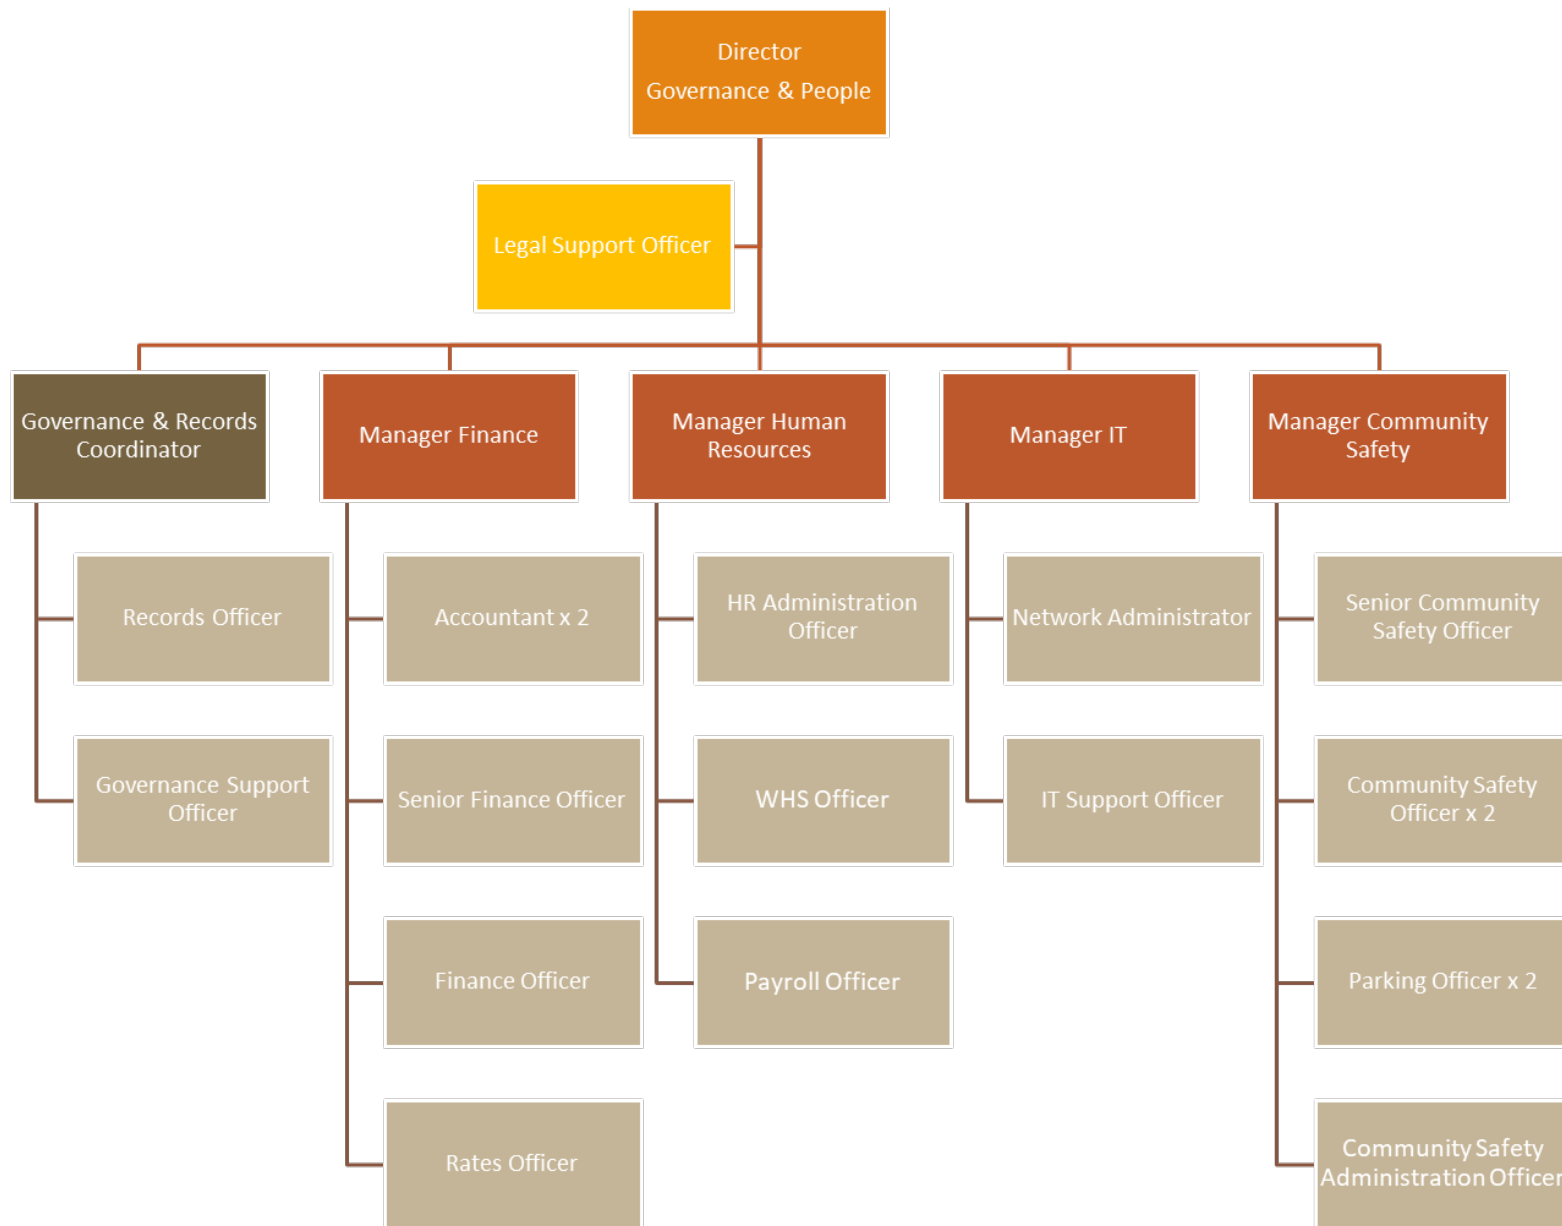 Director
Governance & People
Legal Support Officer
Governance & Records
Coordinator
Manager Finance
Manager Human
Resources
Manager IT
Manager Community
Safety
Records Officer
Accountant x 2
HR Administration
Officer
Network Administrator
Senior Community
Safety Officer
Governance Support
Officer
Senior Finance Officer
WHS Officer
IT Support Officer
Community Safety
Officer x 2
Finance Officer
Payroll Officer
Parking Officer x 2
Rates Officer
Community Safety
Administration Officer